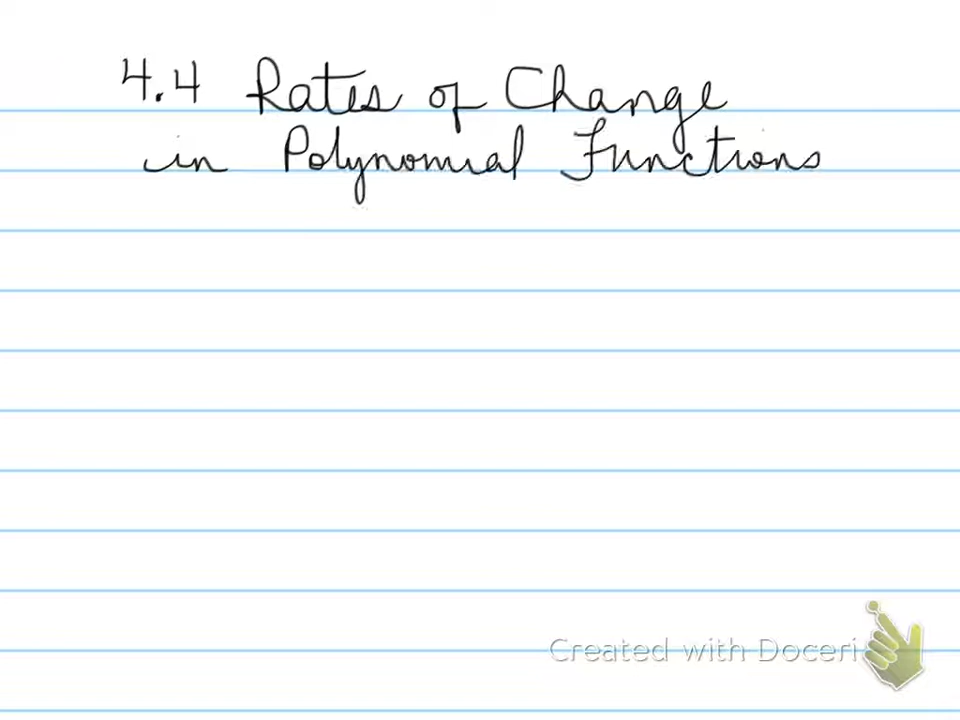 4.4 Rates of Change
in Polynomial Functions
Created with Doceri